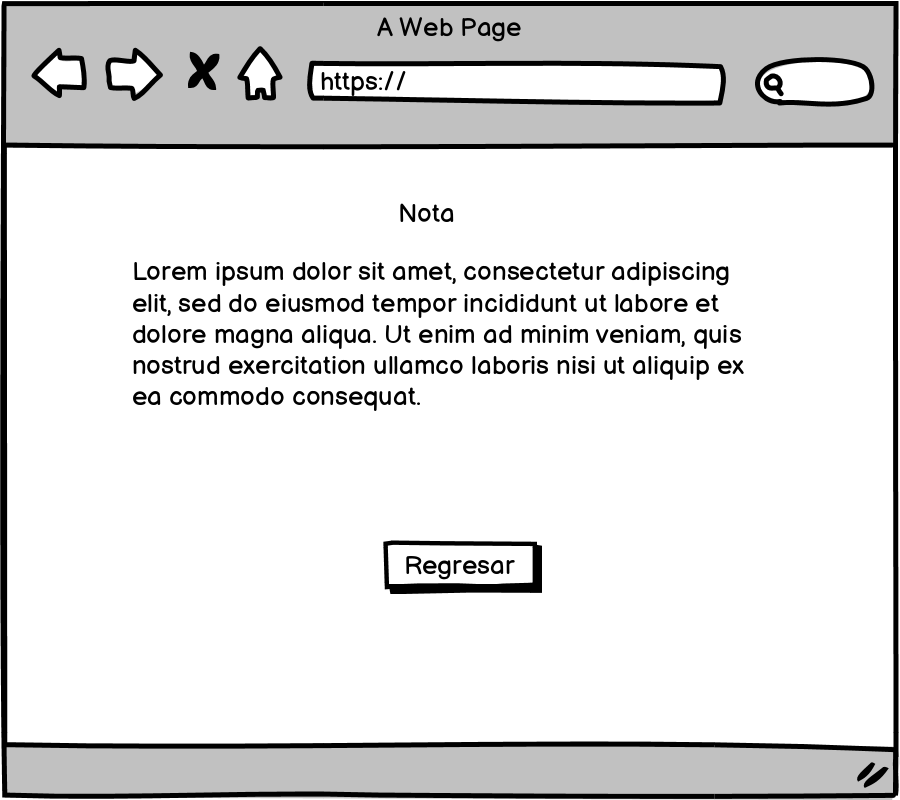 A Web Page
https://
Nota
Lorem ipsum dolor sit amet, consectetur adipiscing
elit, sed do eiusmod tempor incididunt ut labore et
dolore magna aliqua. Ut enim ad minim veniam, quis
nostrud exercitation ullamco laboris nisi ut aliquip ex
ea commodo consequat.
Regresar